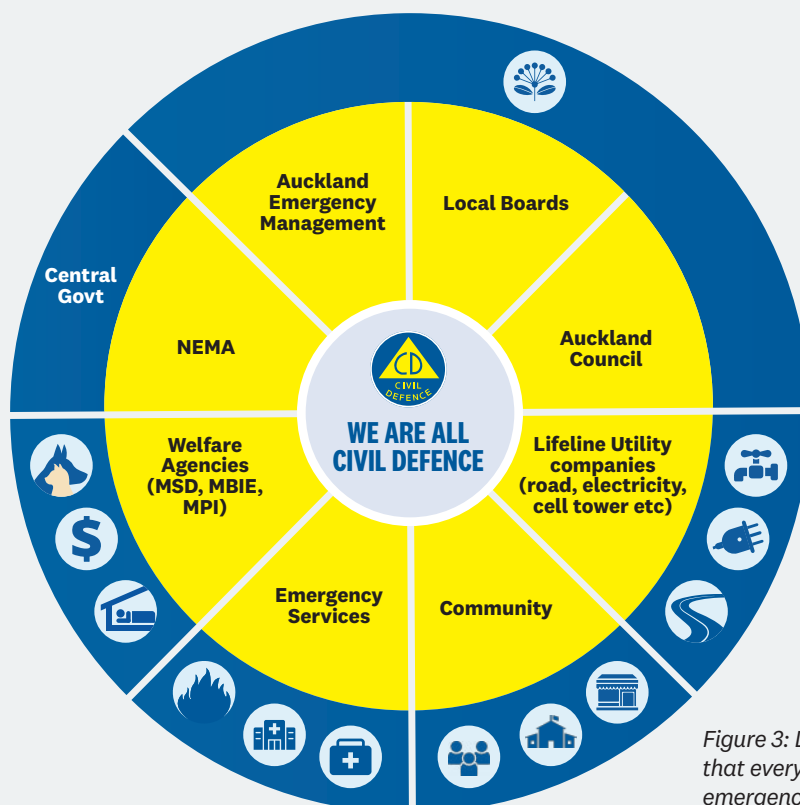 Auckland
Emergency
Management
Local Boards
Central
Govt
NEMA
Auckland
Council
CD
CIVIL
DEFENCE
WE ARE ALL
CIVIL DEFENCE
Welfare
Agencies
(MSD, MBIE,
MPI)
Lifeline Utility
companies
(road, electricity,
cell tower etc)
$
Emergency
Services
Community
Figure 3:
that every